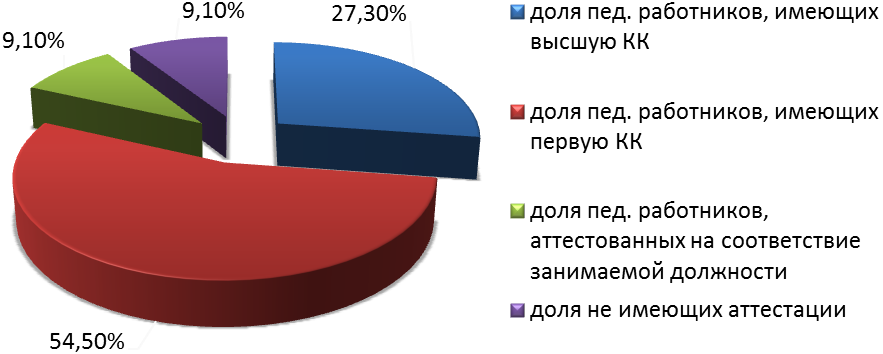 9,10%
27,30%
9,10%
54,50%
доля пед. работников, имеющих
высшую КК
доля пед. работников, имеющих
первую КК
доля пед. работников,
аттестованных на соответствие
занимаемой должности
доля не имеющих аттестации